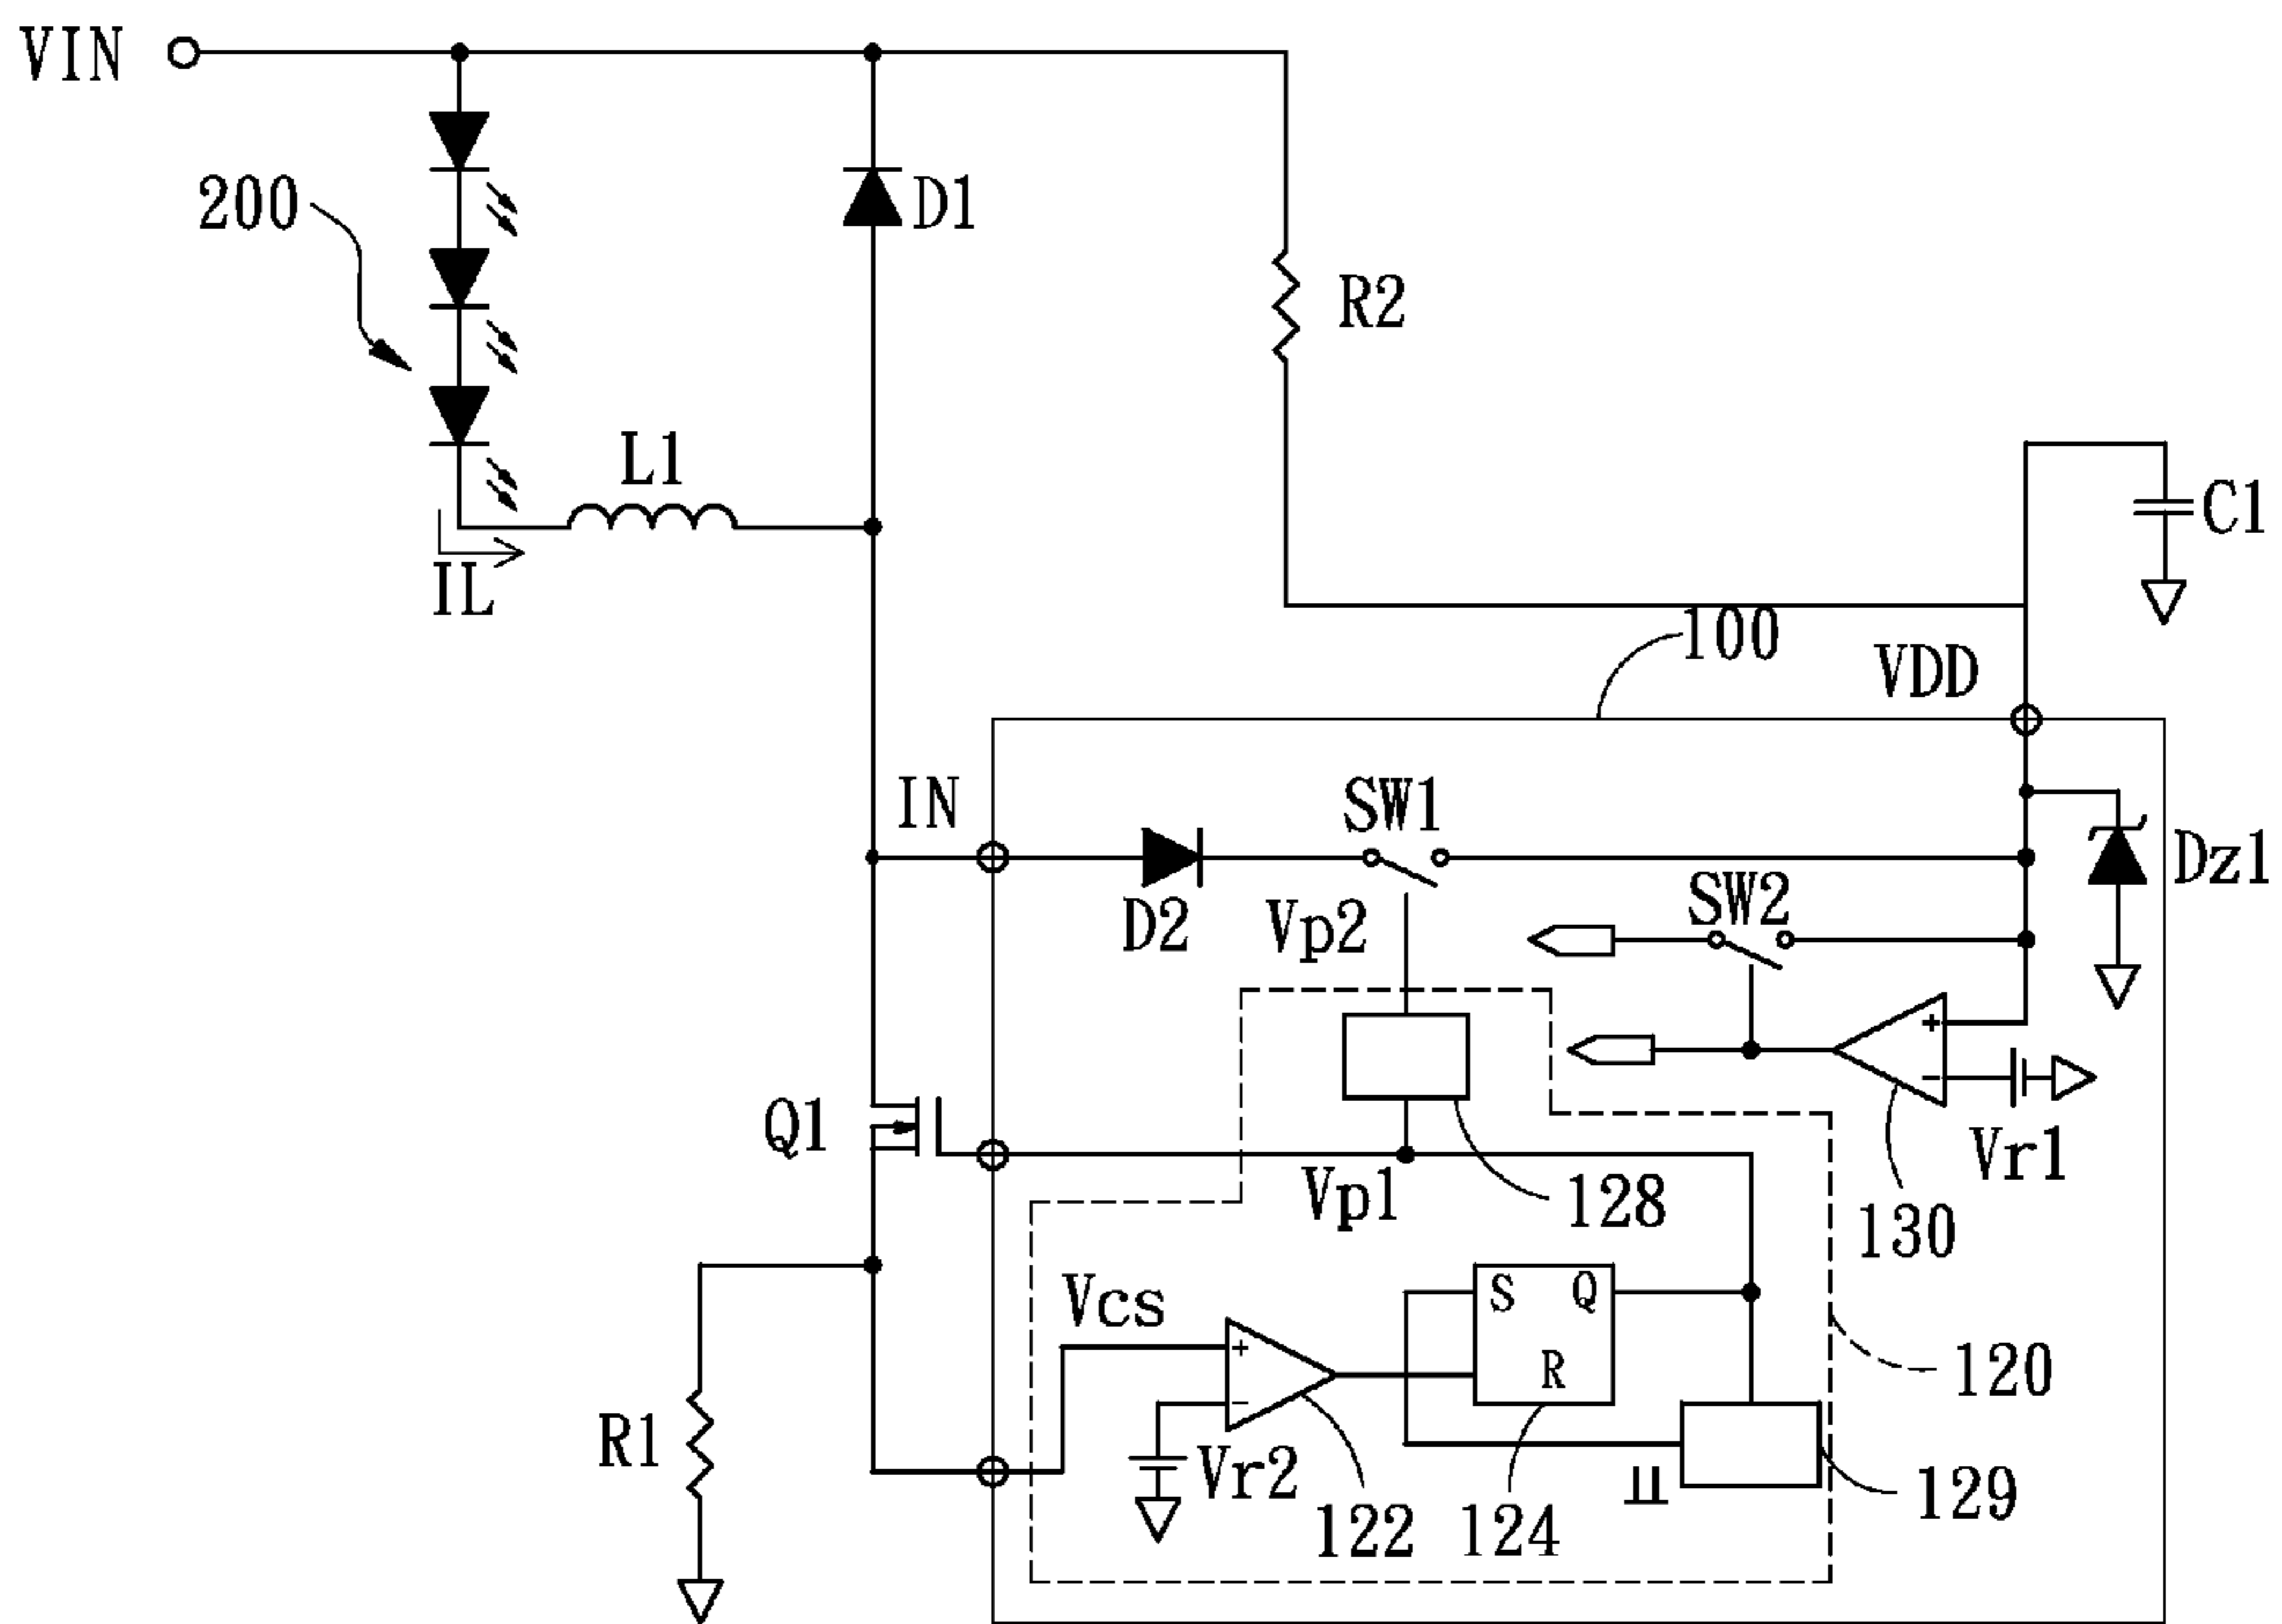 VIN
200
D1
R2
L1
IL
C1
100
VDD
IN
SW1
D2
Vp2
SW2
Dz1
+
-
Vr1
Q1
Vp1
128
130
Vcs
+
-
S Q
R
120
R1
Vr2
122
124
129